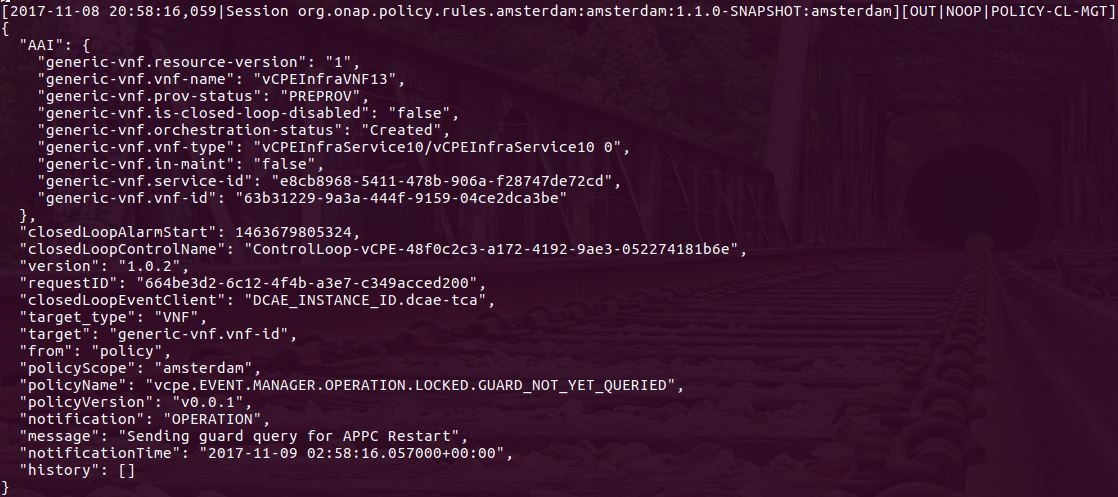 [2017-11-08 20:58:16,059|Session org.onap.policy.rules.amsterdam:amsterdam:1.1.0-SNAPSHOT:amsterdam][OUT|NOOP|POLICY-CL-MGT]
{
  "AAI": {
    "generic-vnf.resource-version": "1",
    "generic-vnf.vnf-name": "vCPEInfraVNF13",
    "generic-vnf.prov-status": "PREPROV",
    "generic-vnf.is-closed-loop-disabled": "false",
    "generic-vnf.orchestration-status": "Created",
    "generic-vnf.vnf-type": "vCPEInfraService10/vCPEInfraService10 0",
    "generic-vnf.in-maint": "false",
    "generic-vnf.service-id": "e8cb8968-5411-478b-906a-f28747de72cd",
    "generic-vnf.vnf-id": "63b31229-9a3a-444f-9159-04ce2dca3be"
  },
  "closedLoopAlarmStart": 1463679805324,
  "closedLoopControlName": "ControlLoop-vCPE-48f0c2c3-a172-4192-9ae3-052274181b6e",
  "version": "1.0.2",
  "requestID": "664be3d2-6c12-4f4b-a3e7-c349acced200",
  "closedLoopEventClient": "DCAE_INSTANCE_ID.dcae-tca",
  "target_type": "VNF",
  "target": "generic-vnf.vnf-id",
  "from": "policy",
  "policyScope": "amsterdam",
  "policyName": "vcpe.EVENT.MANAGER.OPERATION.LOCKED.GUARD_NOT_YET_QUERIED",
  "policyVersion": "v0.0.1",
  "notification": "OPERATION",
  "message": "Sending guard query for APPC Restart",
  "notificationTime": "2017-11-09 02:58:16.057000+00:00",
  "history": []
}